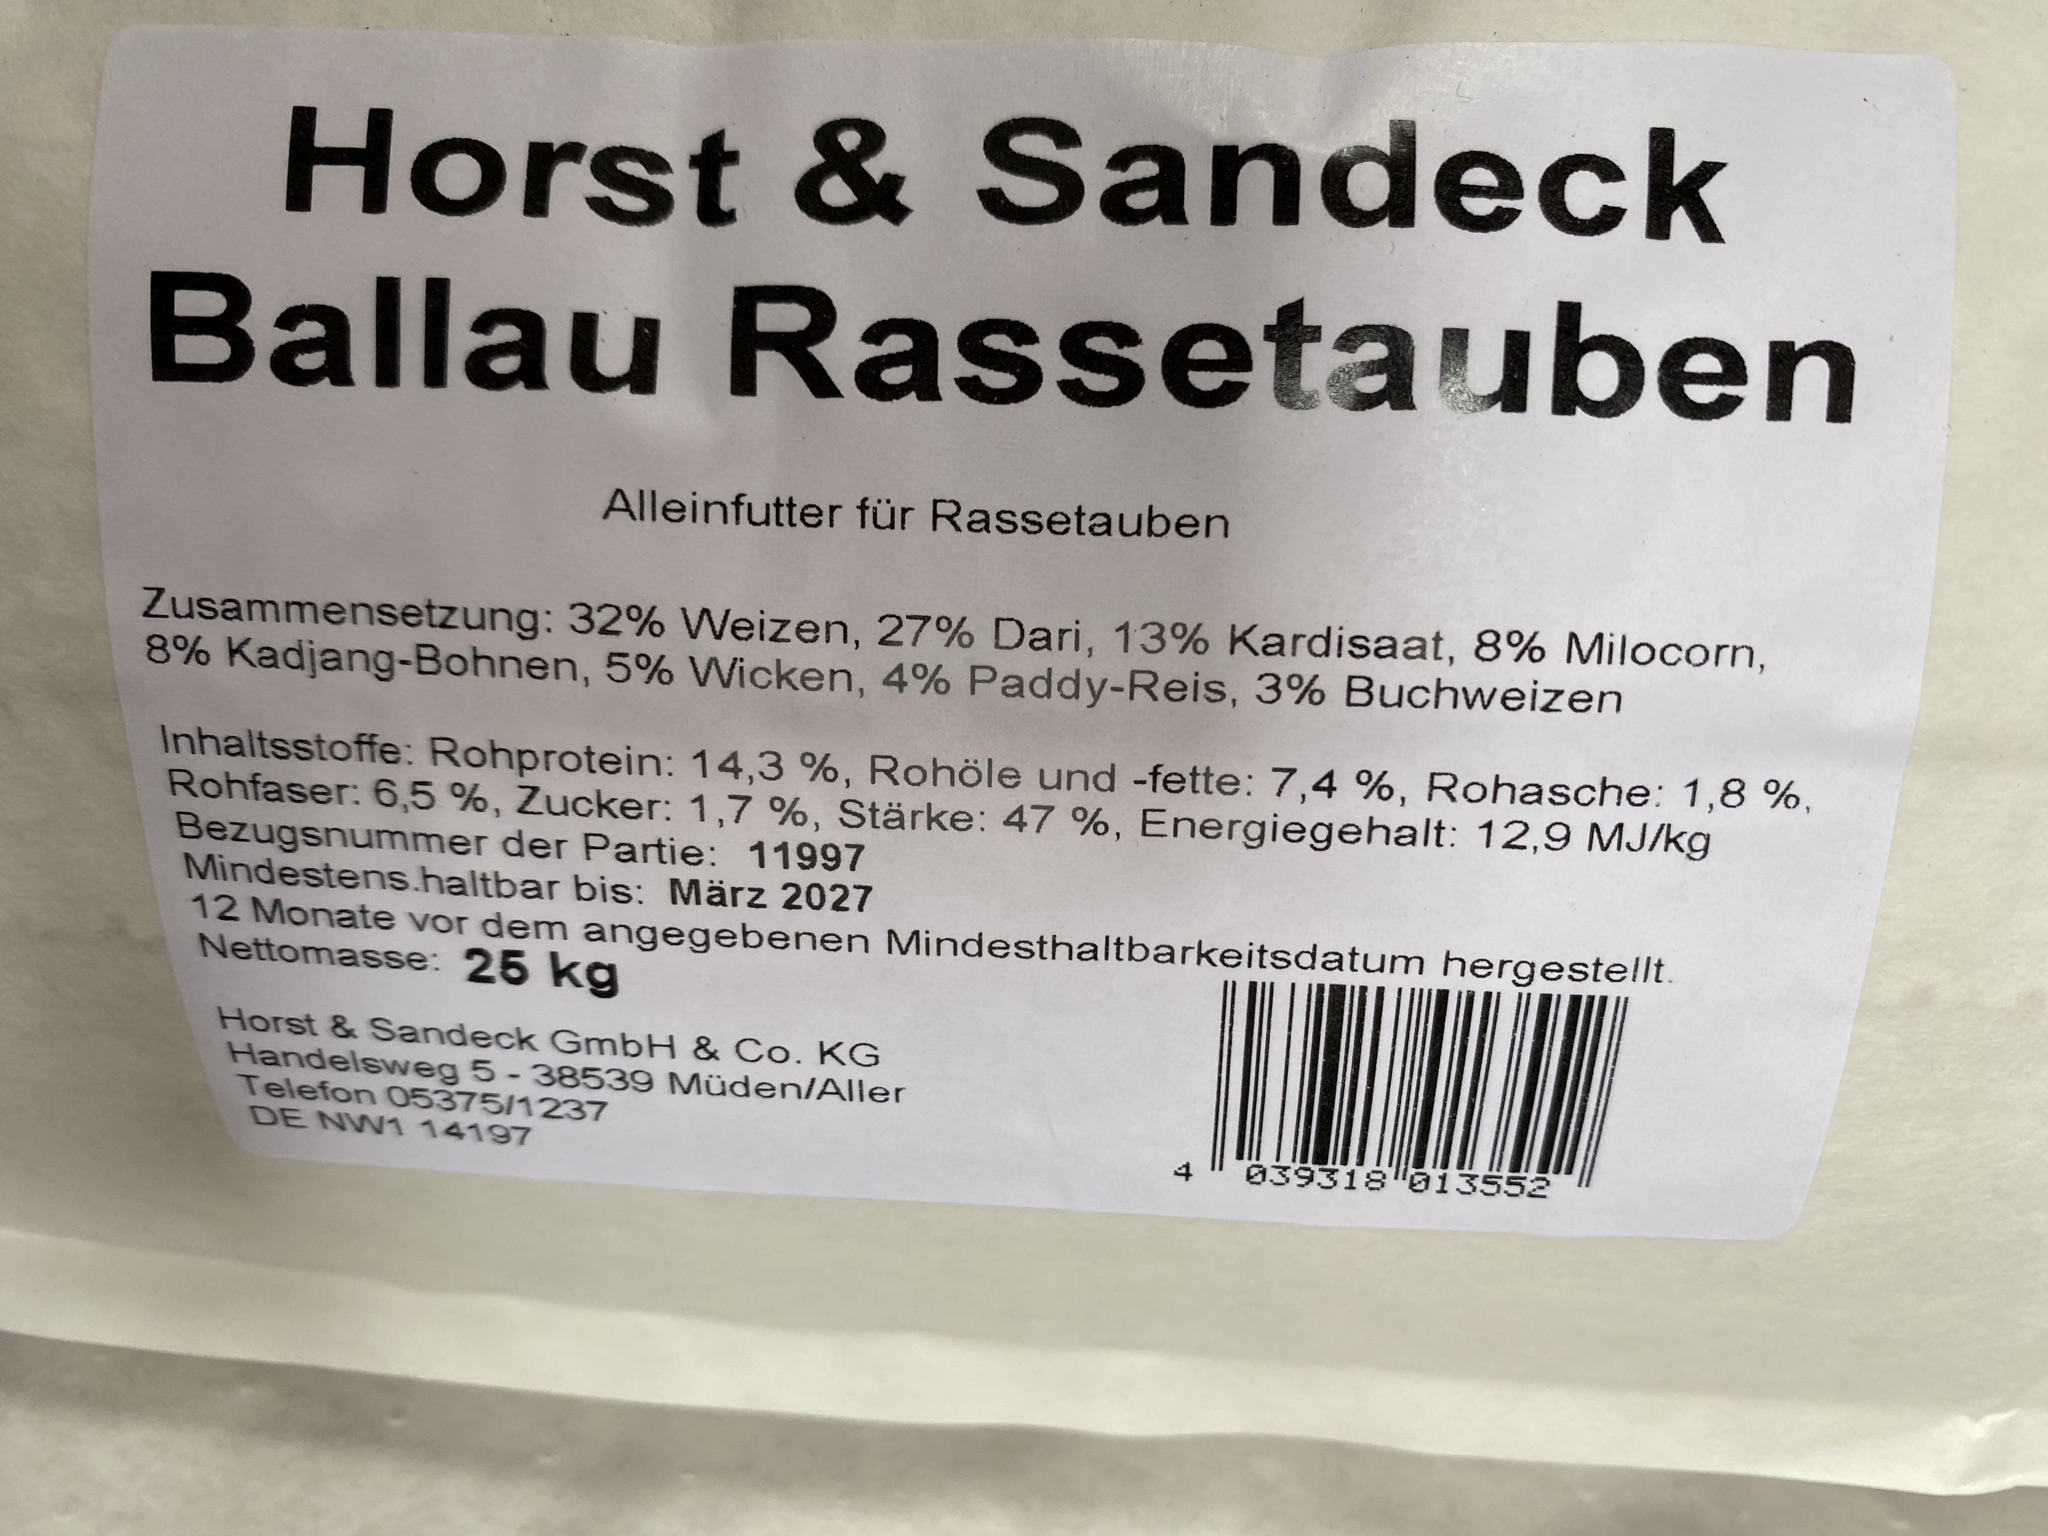 Horst & Sandeck
Ballau Rassetauben
Alleinfutter für Rassetauben
Zusammensetzung: 32% Weizen, 27% Dari, 13% Kardisaat, 8% Milocorn,
8% Kadjang-Bohnen, 5% Wicken, 4% Paddy-Reis, 3% Buchweizen
Inhaltsstoffe: Rohprotein: 14,3 %, Rohöle und -fette: 7,4 %, Rohasche: 1,8 %,
Rohfaser: 6,5 %, Zucker: 1,7 %, Stärke: 47 %, Energiegehalt: 12,9 MJ/kg
Bezugsnummer der Partie: 11997
Mindestens.haltbar bis: März 2027
12 Monate vor dem angegebenen Mindesthaltbarkeitsdatum hergestellt.
Nettomasse: 25 kg
Horst & Sandeck GmbH & Co. KG
Handelsweg 5 - 38539 Müden/Aller
Telefon 05375/1237
DE NW1 14197
4 039318 013552